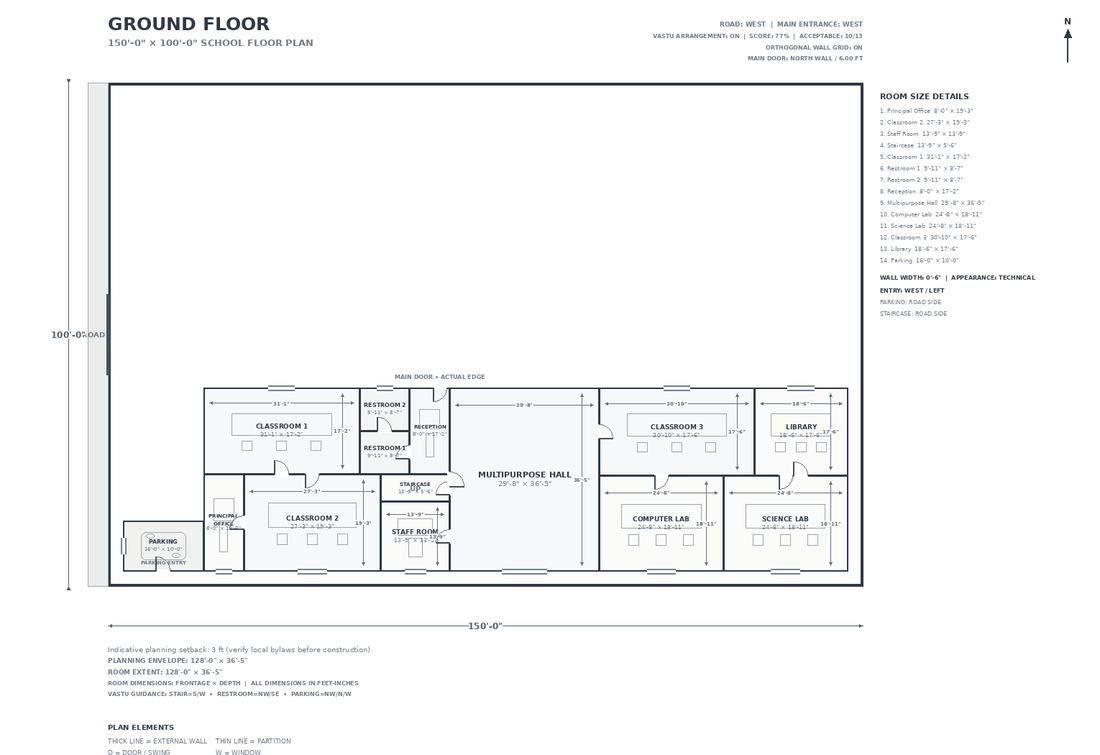 GROUND FLOOR
150'-0" × 100'-0" SCHOOL FLOOR PLAN
ROAD: WEST | MAIN ENTRANCE: WEST
VASTU ARRANGEMENT: ON | SCORE: 77% | ACCEPTABLE: 10/13
ORTHOGONAL WALL GRID: ON
MAIN DOOR: NORTH WALL / 6.00 FT
N
ROOM SIZE DETAILS
1. Principal Office 8'-0" × 19'-3"
2. Classroom 2 27'-3" × 19'-3"
3. Staff Room 13'-9" × 13'-9"
4. Staircase 13'-9" × 5'-6"
5. Classroom 1 31'-1" × 17'-2"
6. Restroom 1 9'-11" × 8'-7"
7. Restroom 2 9'-11" × 8'-7"
8. Reception 8'-0" × 17'-2"
9. Multipurpose Hall 29'-8" × 36'-5"
10. Computer Lab 24'-8" × 18'-11"
11. Science Lab 24'-8" × 18'-11"
12. Classroom 3 30'-10" × 17'-6"
13. Library 18'-6" × 17'-6"
14. Parking 16'-0" × 10'-0"
WALL WIDTH: 0'-6" | APPEARANCE: TECHNICAL
ENTRY: WEST / LEFT
PARKING: ROAD SIDE
STAIRCASE: ROAD SIDE
100'-0"
MAIN DOOR • ACTUAL EDGE
31'-1"
CLASSROOM 1
31'-1" × 17'-2"
17'-2"
RESTROOM 2
9'-11" × 8'-7"
RESTROOM 1
9'-11" × 8'-7"
RECEPTION
8'-0" × 17'-2"
29'-8"
MULTIPURPOSE HALL
29'-8" × 36'-5"
36'-5"
30'-10"
CLASSROOM 3
30'-10" × 17'-6"
17'-6"
18'-6"
LIBRARY
18'-6" × 17'-6"
17'-6"
PRINCIPAL
OFFICE
27'-3"
CLASSROOM 2
27'-3" × 19'-3"
19'-3"
STAIRCASE
13'-9" × 5'-6"
UP
13'-9"
STAFF ROOM
13'-9" × 13'-9"
13'-9"
24'-8"
COMPUTER LAB
24'-8" × 18'-11"
18'-11"
24'-8"
SCIENCE LAB
24'-8" × 18'-11"
18'-11"
PARKING
16'-0" × 10'-0"
PARKING ENTRY
150'-0"
Indicative planning setback: 3 ft (verify local bylaws before construction)
PLANNING ENVELOPE: 128'-0" × 36'-5"
ROOM EXTENT: 128'-0" × 36'-5"
ROOM DIMENSIONS: FRONTAGE × DEPTH | ALL DIMENSIONS IN FEET-INCHES
VASTU GUIDANCE: STAIR=S/W • RESTROOM=NW/SE • PARKING=NW/N/W
PLAN ELEMENTS
THICK LINE = EXTERNAL WALL THIN LINE = PARTITION
D = DOOR / SWING W = WINDOW